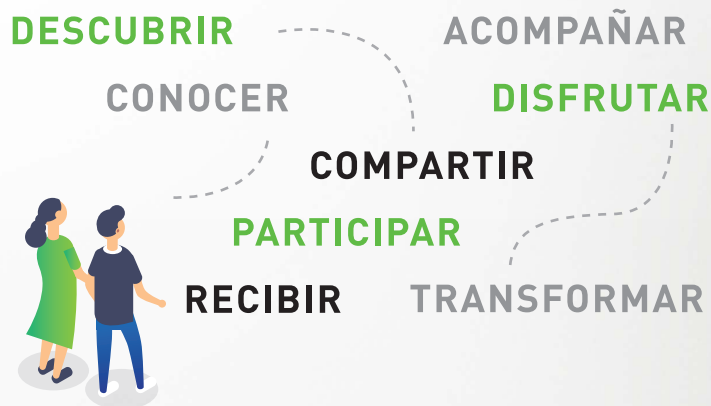 DESCUBRIR
ACOMPAÑAR
CONOCER
DISFRUTAR
COMPARTIR
PARTICIPAR
RECIBIR
TRANSFORMAR